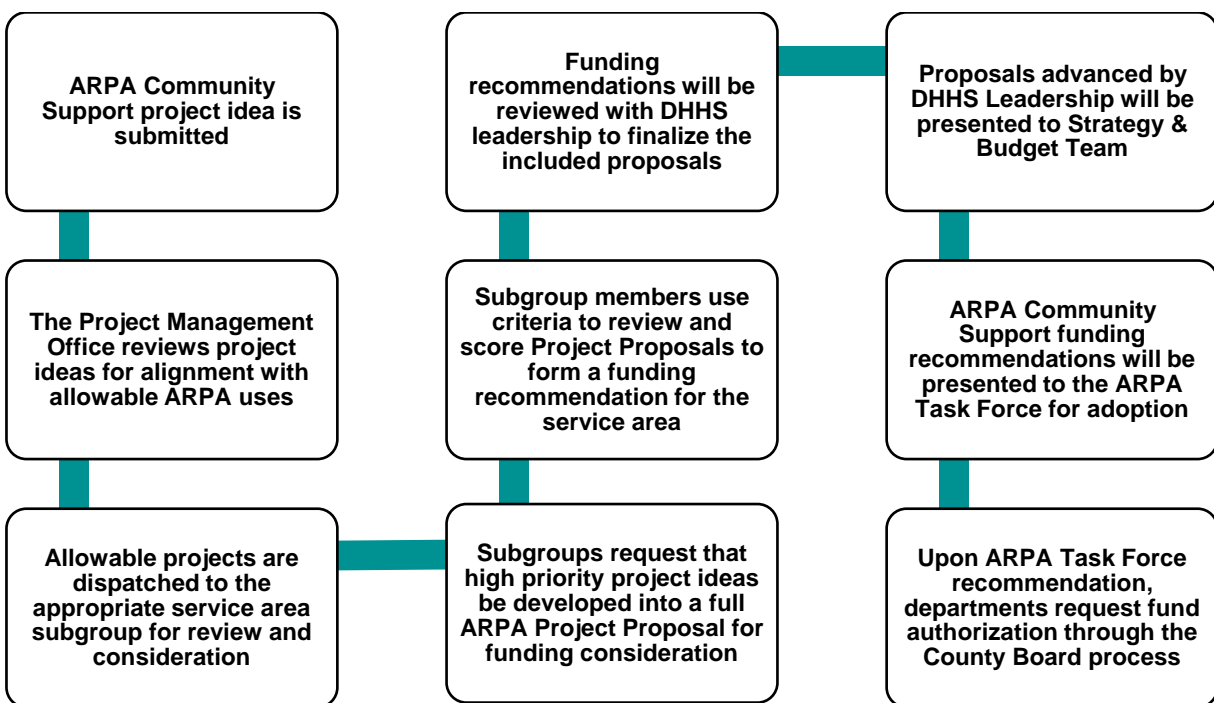 ARPA Community
Support project idea is
submitted
The Project Management
Office reviews project
ideas for alignment with
allowable ARPA uses
Allowable projects are
dispatched to the
appropriate service area
subgroup for review and
consideration
Subgroups request that
high priority project ideas
be developed into a full
ARPA Project Proposal for
funding consideration
Subgroup members use
criteria to review and
score Project Proposals to
form a funding
recommendation for the
service area
Funding
recommendations will be
reviewed with DHHS
leadership to finalize the
included proposals
Proposals advanced by
DHHS Leadership will be
presented to Strategy &
Budget Team
ARPA Community
Support funding
recommendations will be
presented to the ARPA
Task Force for adoption
Upon ARPA Task Force
recommendation,
departments request fund
authorization through the
County Board process